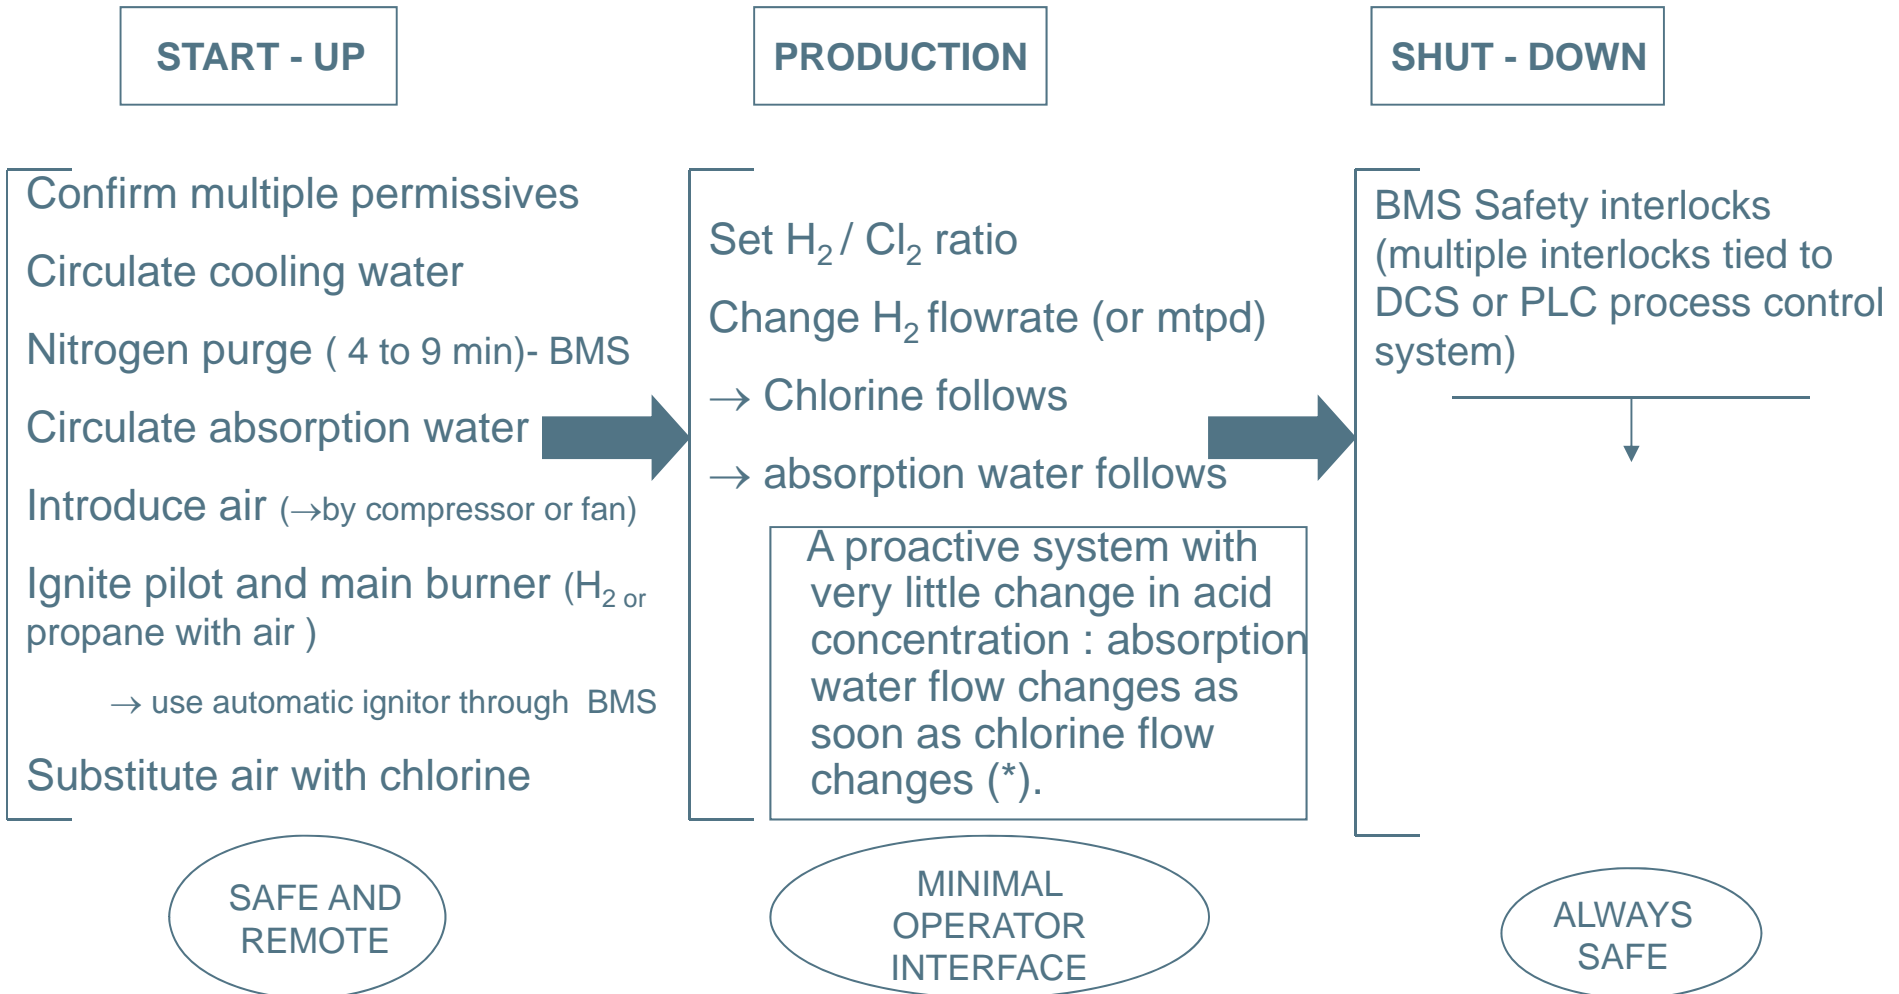 START - UP
Confirm multiple permissives
Circulate cooling water
Nitrogen purge ( 4 to 9 min)- BMS
Circulate absorption water
Introduce air (→by compressor or fan)
Ignite pilot and main burner (H₂ or
propane with air )
→ use automatic ignitor through BMS
Substitute air with chlorine
SAFE AND
REMOTE
PRODUCTION
Set H₂ / Cl₂ ratio
Change H₂ flowrate (or mtpd)
→ Chlorine follows
→ absorption water follows
A proactive system with
very little change in acid
concentration : absorption
water flow changes as
soon as chlorine flow
changes (*).
MINIMAL
OPERATOR
INTERFACE
SHUT - DOWN
BMS Safety interlocks
(multiple interlocks tied to
DCS or PLC process control
system)
ALWAYS
SAFE